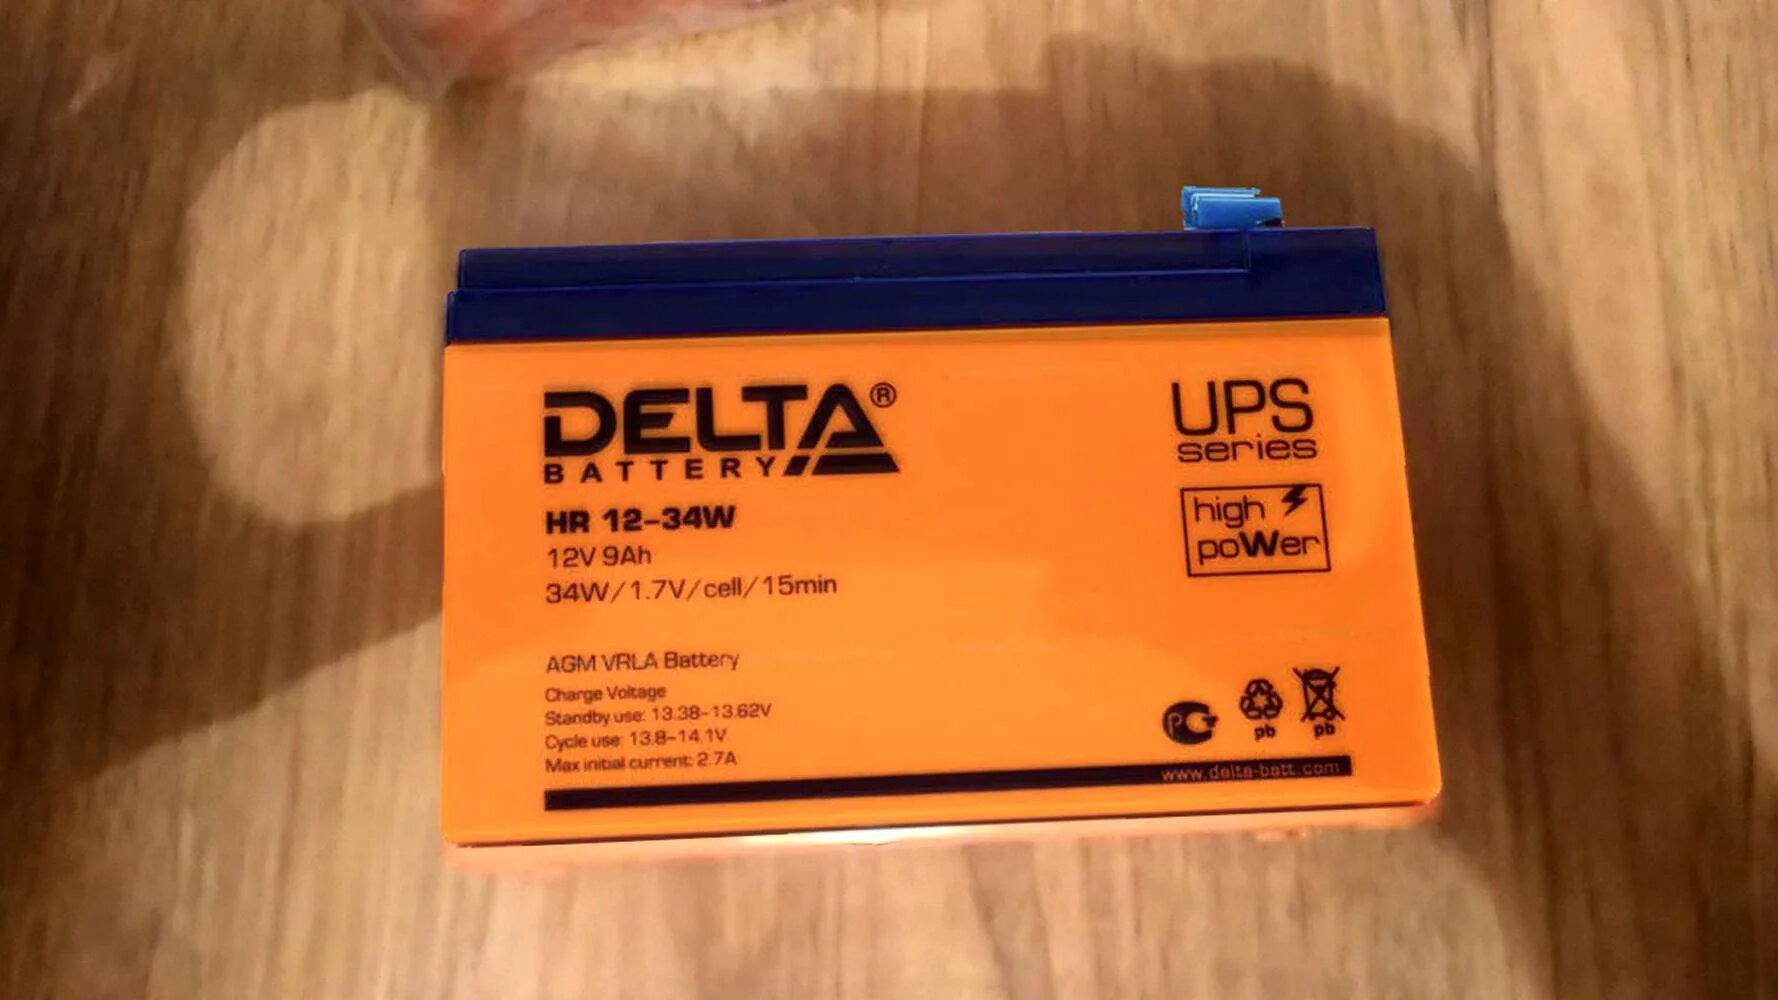 DELTA®
BATTERY
HR 12-34W
12V 9Ah
34W/1.7V/cell/15min
AGM VRLA Battery
Charge Voltage
Standby use: 13.38-13.62V
Cycle use: 13.8-14.1V
Max initial current: 2.7A
UPS
series
high
poWer
РСТ
pb
pb
www.delta-batt.com